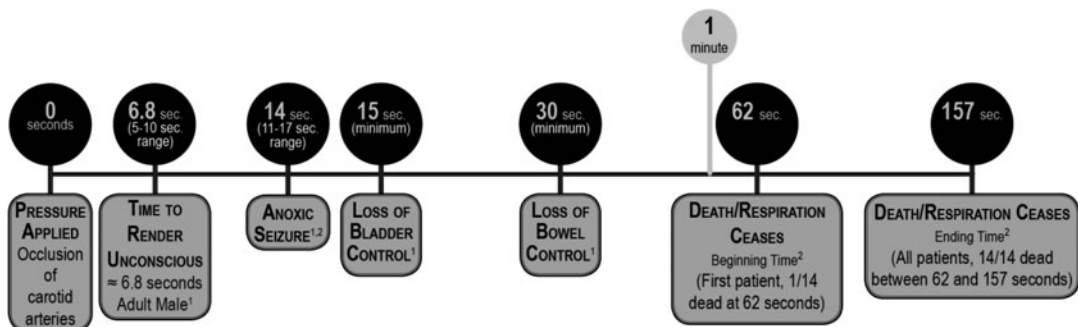 1
minute
0
seconds
6.8 sec.
(5-10 sec.
range)
14 sec.
(11-17 sec.
range)
15 sec.
(minimum)
30 sec.
(minimum)
62 sec.
157 sec.
PRESSURE
APPLIED
Occlusion
of
carotid
arteries
TIME TO
RENDER
UNCONSCIOUS
≈ 6.8 seconds
Adult Male¹
ANOXIC
SEIZURE¹,²
LOSS OF
BLADDER
CONTROL¹
LOSS OF
BOWEL
CONTROL¹
DEATH/RESPIRATION
CEASES
Beginning Time²
(First patient, 1/14
dead at 62 seconds)
DEATH/RESPIRATION CEASES
Ending Time²
(All patients, 14/14 dead
between 62 and 157 seconds)